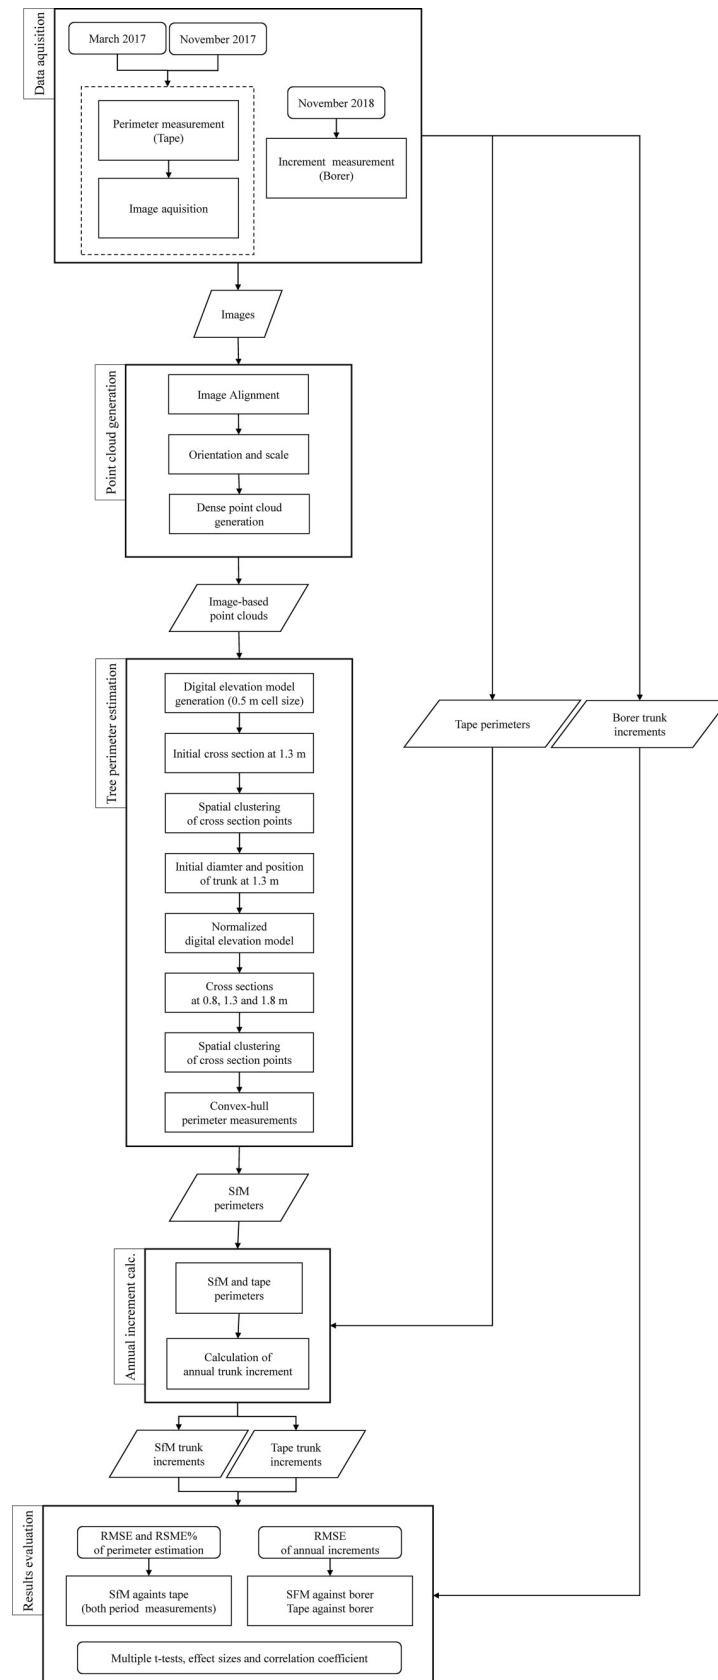 Data aquisition
March 2017
November 2017
Perimeter measurement
(Tape)
Image aquisition
November 2018
Increment measurement
(Borer)
Images
Point cloud generation
Image Alignment
Orientation and scale
Dense point cloud
generation
Image-based
point clouds
Tree perimeter estimation
Digital elevation model
generation (0.5 m cell size)
Initial cross section at 1.3 m
Spatial clustering
of cross section points
Initial diamter and position
of trunk at 1.3 m
Normalized
digital elevation model
Cross sections
at 0.8, 1.3 and 1.8 m
Spatial clustering
of cross section points
Convex-hull
perimeter measurements
Tape perimeters
Borer trunk
increments
SfM
perimeters
Annual increment calc.
SfM and tape
perimeters
Calculation of
annual trunk increment
SfM trunk
increments
Tape trunk
increments
Results evaluation
RMSE and RSME%
of perimeter estimation
SfM againts tape
(both period measurements)
RMSE
of annual increments
SFM against borer
Tape against borer
Multiple t-tests, effect sizes and correlation coefficient